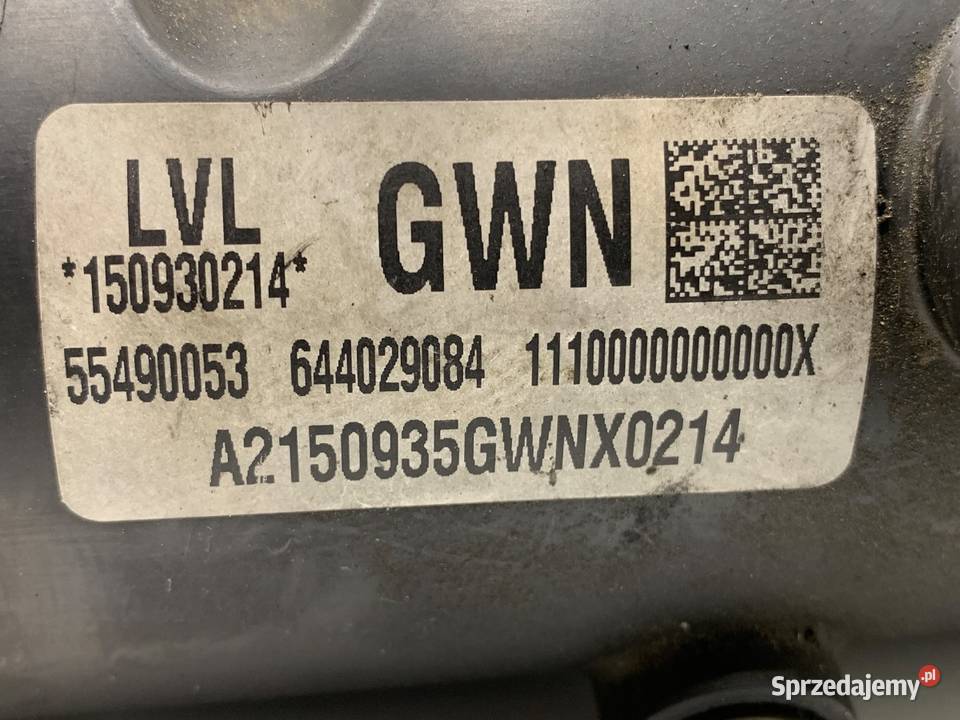 LVL GWN
*150930214*
55490053 644029084 1110000000000X
A2150935GWNX0214
Sprzedajemy.pl